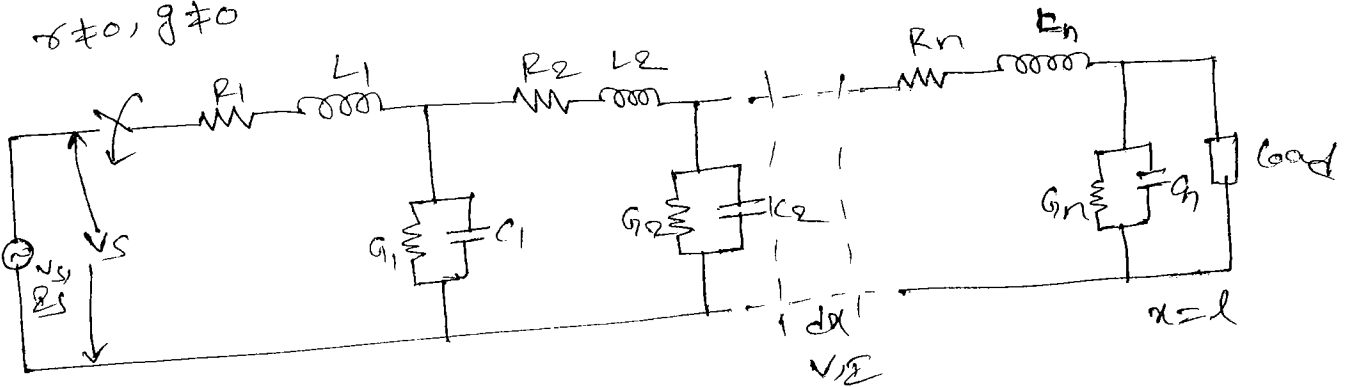 r≠0, g≠0
R1 L1 R2 L2 Rn Ln
G1 C1 G2 C2 Gn Cn Load
VS
VS,
ZS
dx
x=l
V,I